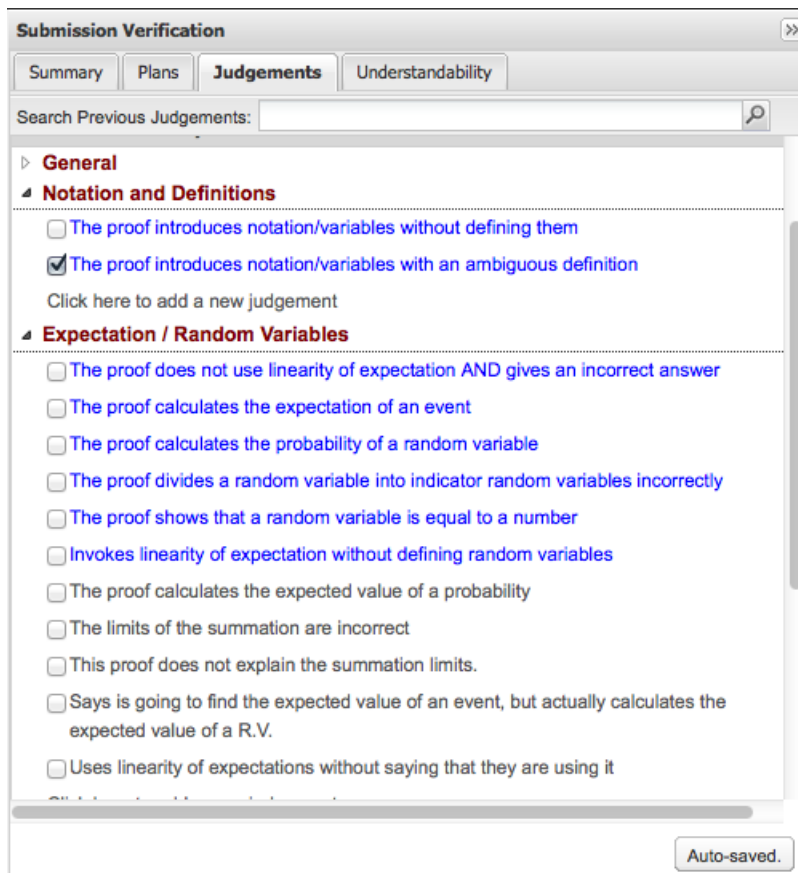 Submission Verification
Summary
Plans
Judgements
Understandability
Search Previous Judgements:
General
Notation and Definitions
The proof introduces notation/variables without defining them
The proof introduces notation/variables with an ambiguous definition
Click here to add a new judgement
Expectation / Random Variables
The proof does not use linearity of expectation AND gives an incorrect answer
The proof calculates the expectation of an event
The proof calculates the probability of a random variable
The proof divides a random variable into indicator random variables incorrectly
The proof shows that a random variable is equal to a number
Invokes linearity of expectation without defining random variables
The proof calculates the expected value of a probability
The limits of the summation are incorrect
This proof does not explain the summation limits.
Says is going to find the expected value of an event, but actually calculates the
expected value of a R.V.
Uses linearity of expectations without saying that they are using it
Auto-saved.